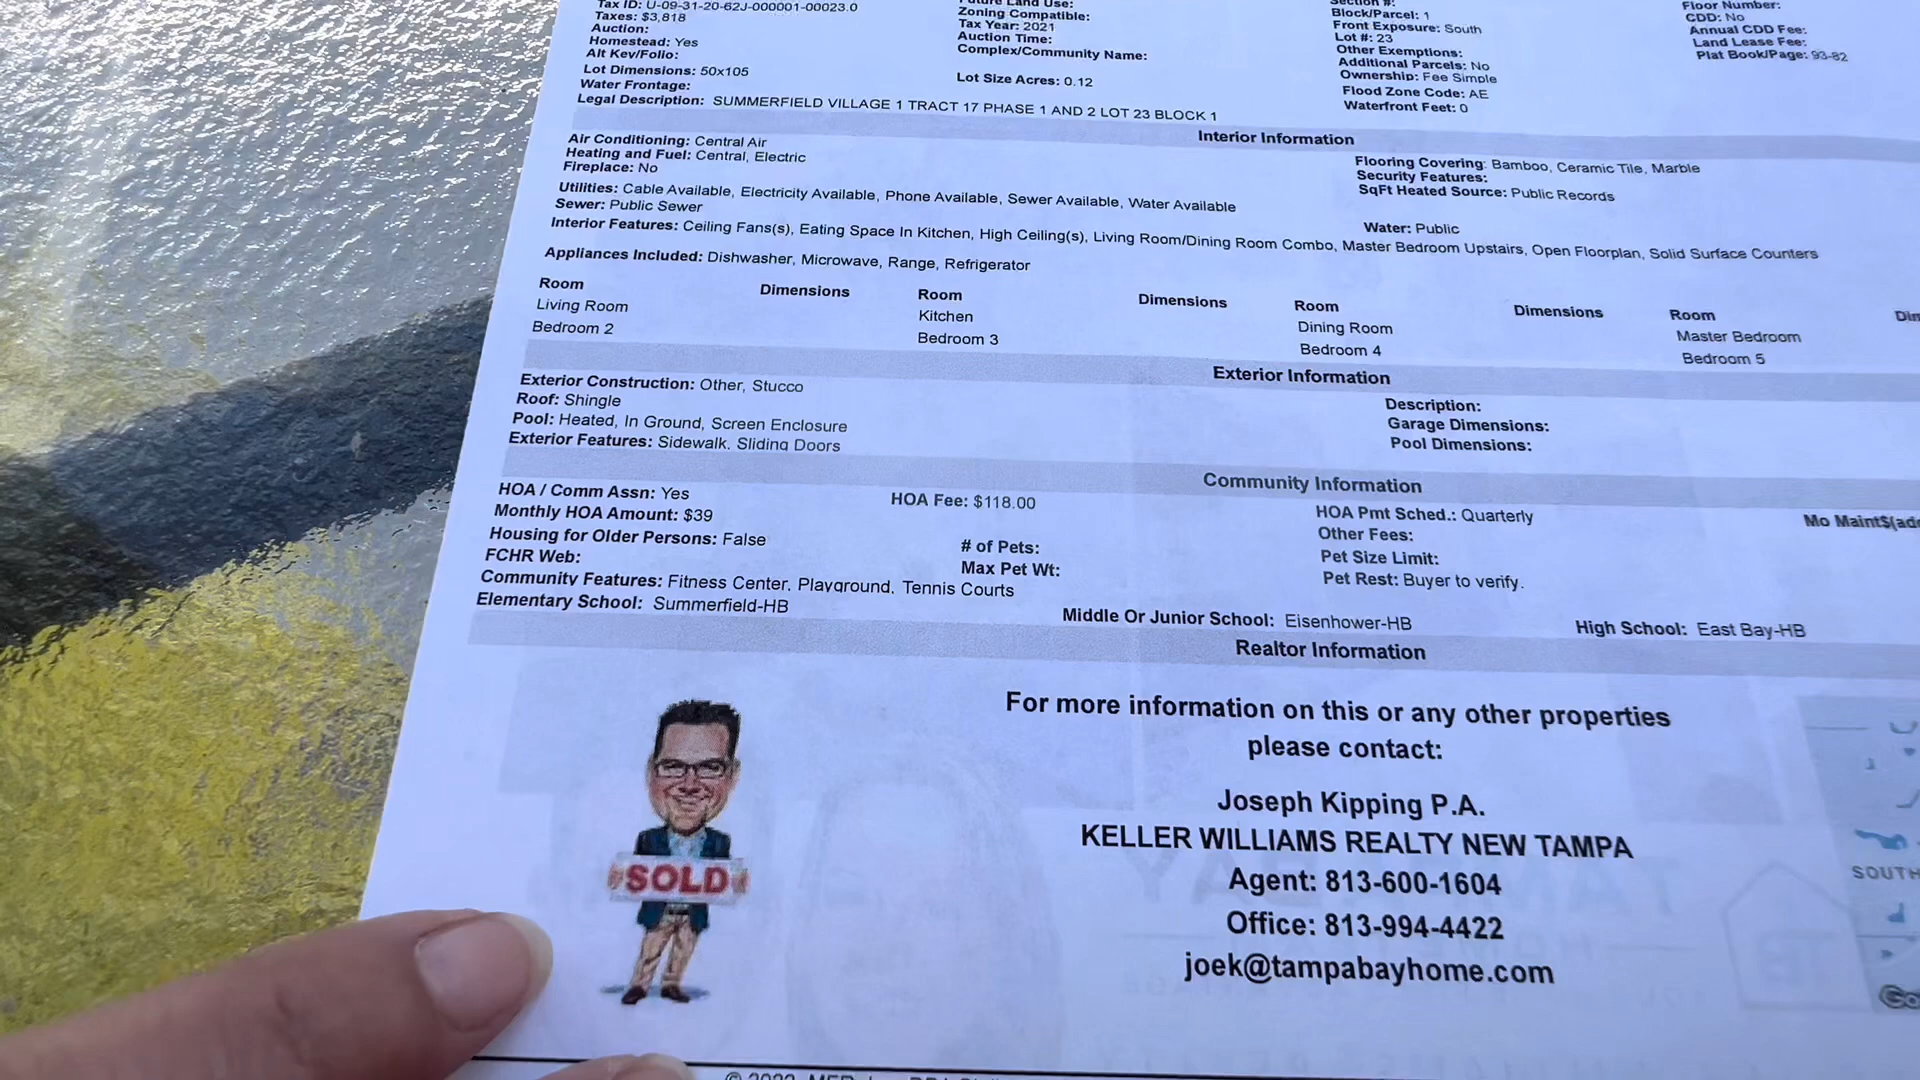 Tax ID: U-09-31-20-62J-000001-00023.0
Taxes: $3,818
Auction:
Homestead: Yes
Alt Key/Folio:
Lot Dimensions: 50x105
Water Frontage:
Legal Description: SUMMERFIELD VILLAGE 1 TRACT 17 PHASE 1 AND 2 LOT 23 BLOCK 1
Future Land Use:
Zoning Compatible:
Tax Year: 2021
Auction Time:
Complex/Community Name:
Lot Size Acres: 0.12
Section #:
Block/Parcel: 1
Front Exposure: South
Lot #: 23
Other Exemptions:
Additional Parcels: No
Ownership: Fee Simple
Flood Zone Code: AE
Waterfront Feet: 0
Floor Number:
CDD: No
Annual CDD Fee:
Land Lease Fee:
Plat Book/Page: 93-82
Interior Information
Air Conditioning: Central Air
Heating and Fuel: Central, Electric
Fireplace: No
Flooring Covering: Bamboo, Ceramic Tile, Marble
Security Features:
SqFt Heated Source: Public Records
Utilities: Cable Available, Electricity Available, Phone Available, Sewer Available, Water Available
Sewer: Public Sewer
Water: Public
Interior Features: Ceiling Fans(s), Eating Space In Kitchen, High Ceiling(s), Living Room/Dining Room Combo, Master Bedroom Upstairs, Open Floorplan, Solid Surface Counters
Appliances Included: Dishwasher, Microwave, Range, Refrigerator
Room Dimensions Room Dimensions Room Dimensions Room
Living Room Kitchen Dining Room Master Bedroom
Bedroom 2 Bedroom 3 Bedroom 4 Bedroom 5
Exterior Information
Exterior Construction: Other, Stucco
Roof: Shingle
Pool: Heated, In Ground, Screen Enclosure
Exterior Features: Sidewalk, Sliding Doors
Description:
Garage Dimensions:
Pool Dimensions:
Community Information
HOA / Comm Assn: Yes
HOA Fee: $118.00
HOA Pmt Sched.: Quarterly
Mo Maint$(ad
Monthly HOA Amount: $39
Other Fees:
Housing for Older Persons: False
# of Pets:
Pet Size Limit:
FCHR Web:
Max Pet Wt:
Pet Rest: Buyer to verify.
Community Features: Fitness Center, Playground, Tennis Courts
Elementary School: Summerfield-HB
Middle Or Junior School: Eisenhower-HB
High School: East Bay-HB
Realtor Information
For more information on this or any other properties
please contact:
Joseph Kipping P.A.
KELLER WILLIAMS REALTY NEW TAMPA
Agent: 813-600-1604
Office: 813-994-4422
joek@tampabayhome.com
SOLD
SOUTH